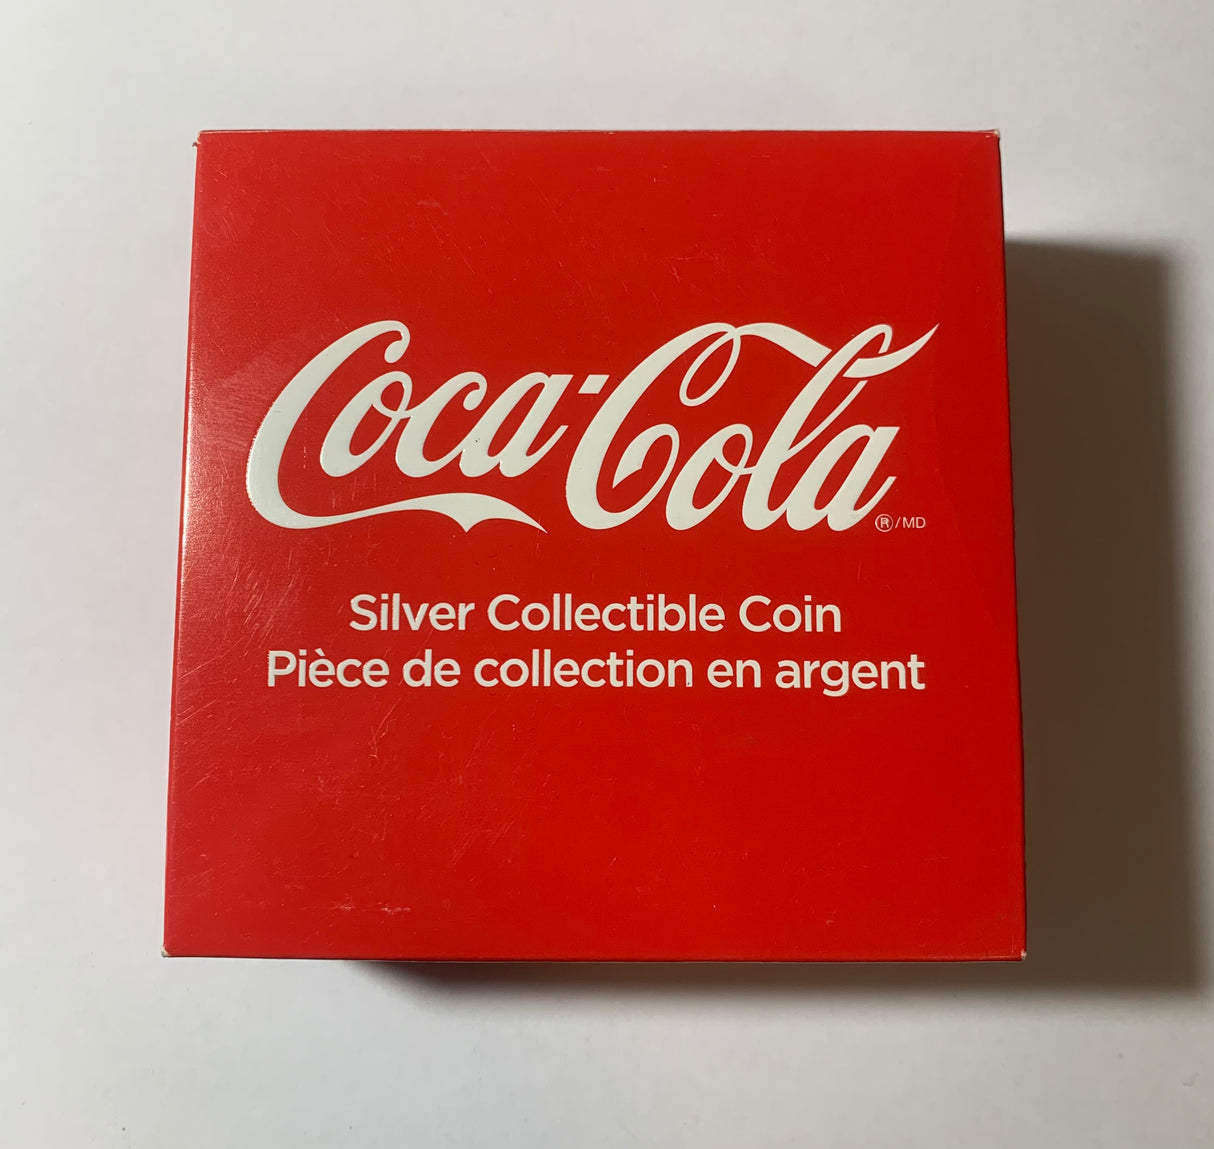 Coca-Cola
®/MD
Silver Collectible Coin
Pièce de collection en argent